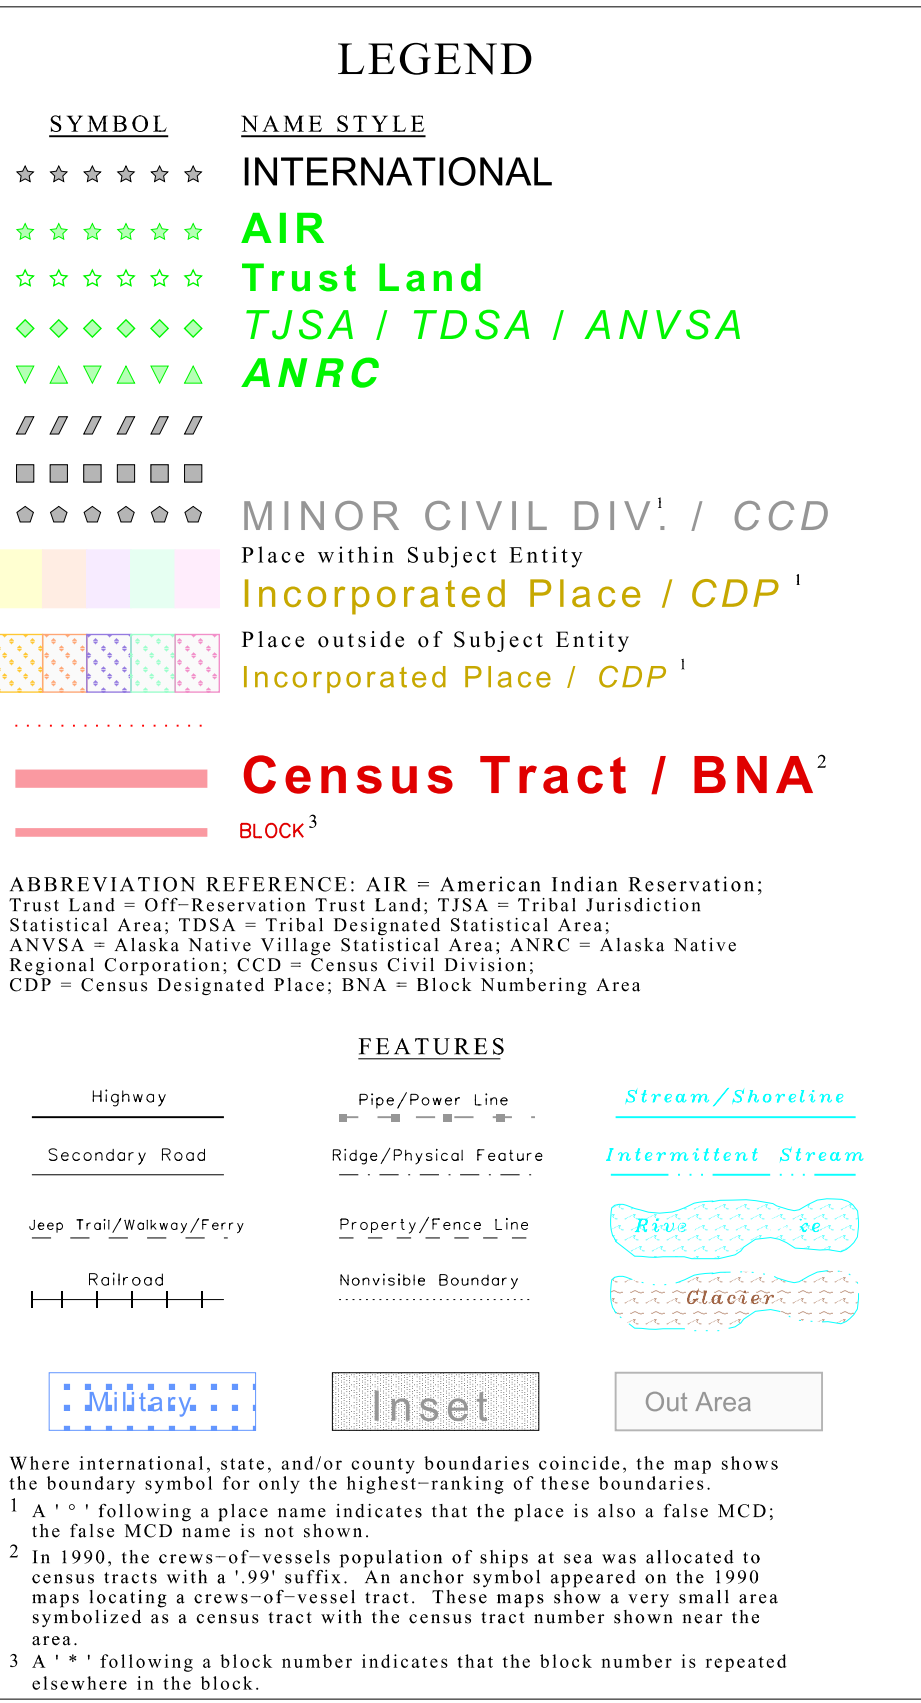 LEGEND
SYMBOL NAME STYLE
INTERNATIONAL
AIR
Trust Land
TJSA / TDSA / ANVSA
ANRC
MINOR CIVIL DIV.¹ / CCD
Place within Subject Entity
Incorporated Place / CDP ¹
Place outside of Subject Entity
Incorporated Place / CDP ¹
Census Tract / BNA²
BLOCK³
ABBREVIATION REFERENCE: AIR = American Indian Reservation;
Trust Land = Off−Reservation Trust Land; TJSA = Tribal Jurisdiction
Statistical Area; TDSA = Tribal Designated Statistical Area;
ANVSA = Alaska Native Village Statistical Area; ANRC = Alaska Native
Regional Corporation; CCD = Census Civil Division;
CDP = Census Designated Place; BNA = Block Numbering Area
FEATURES
Highway Pipe/Power Line Stream/Shoreline
Secondary Road Ridge/Physical Feature Intermittent Stream
Jeep Trail/Walkway/Ferry Property/Fence Line Rive ce
Railroad Nonvisible Boundary Glacier
Military Inset Out Area
Where international, state, and/or county boundaries coincide, the map shows
the boundary symbol for only the highest−ranking of these boundaries.
1 A ' ° ' following a place name indicates that the place is also a false MCD;
the false MCD name is not shown.
2 In 1990, the crews−of−vessels population of ships at sea was allocated to
census tracts with a '.99' suffix. An anchor symbol appeared on the 1990
maps locating a crews−of−vessel tract. These maps show a very small area
symbolized as a census tract with the census tract number shown near the
area.
3 A ' * ' following a block number indicates that the block number is repeated
elsewhere in the block.